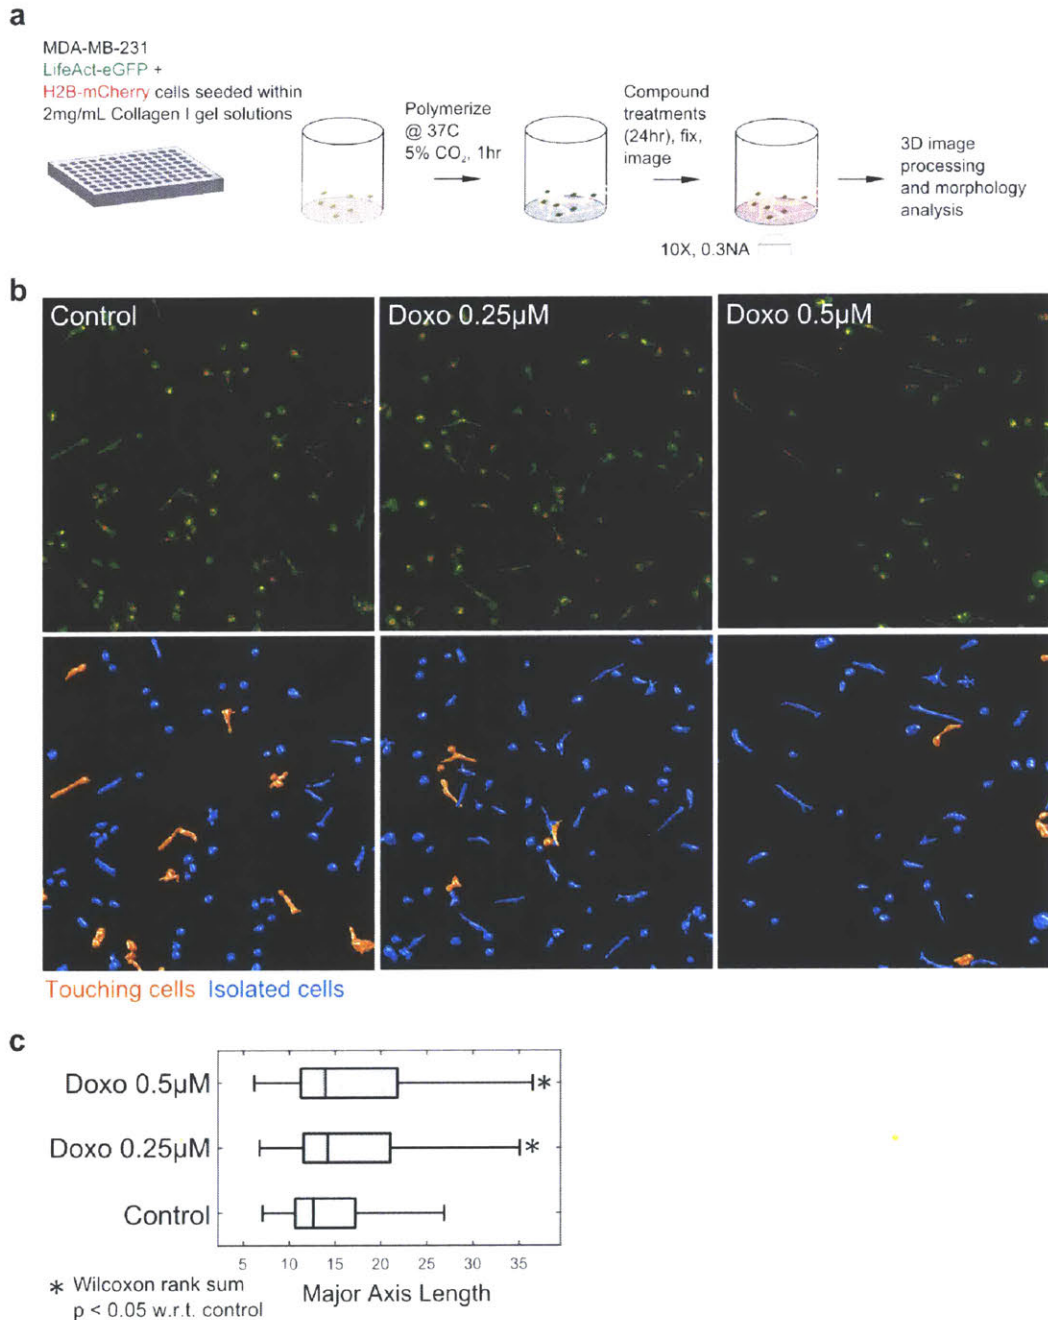 a
MDA-MB-231
LifeAct-eGFP +
H2B-mCherry cells seeded within
2mg/mL Collagen I gel solutions
Polymerize
@ 37C
5% CO₂, 1hr
Compound
treatments
(24hr), fix,
image
10X, 0.3NA
3D image
processing
and morphology
analysis
b
Control
Doxo 0.25µM
Doxo 0.5µM
Touching cells Isolated cells
c
Doxo 0.5µM
*
Doxo 0.25µM
*
Control
5 10 15 20 25 30 35
Major Axis Length
* Wilcoxon rank sum
p < 0.05 w.r.t. control